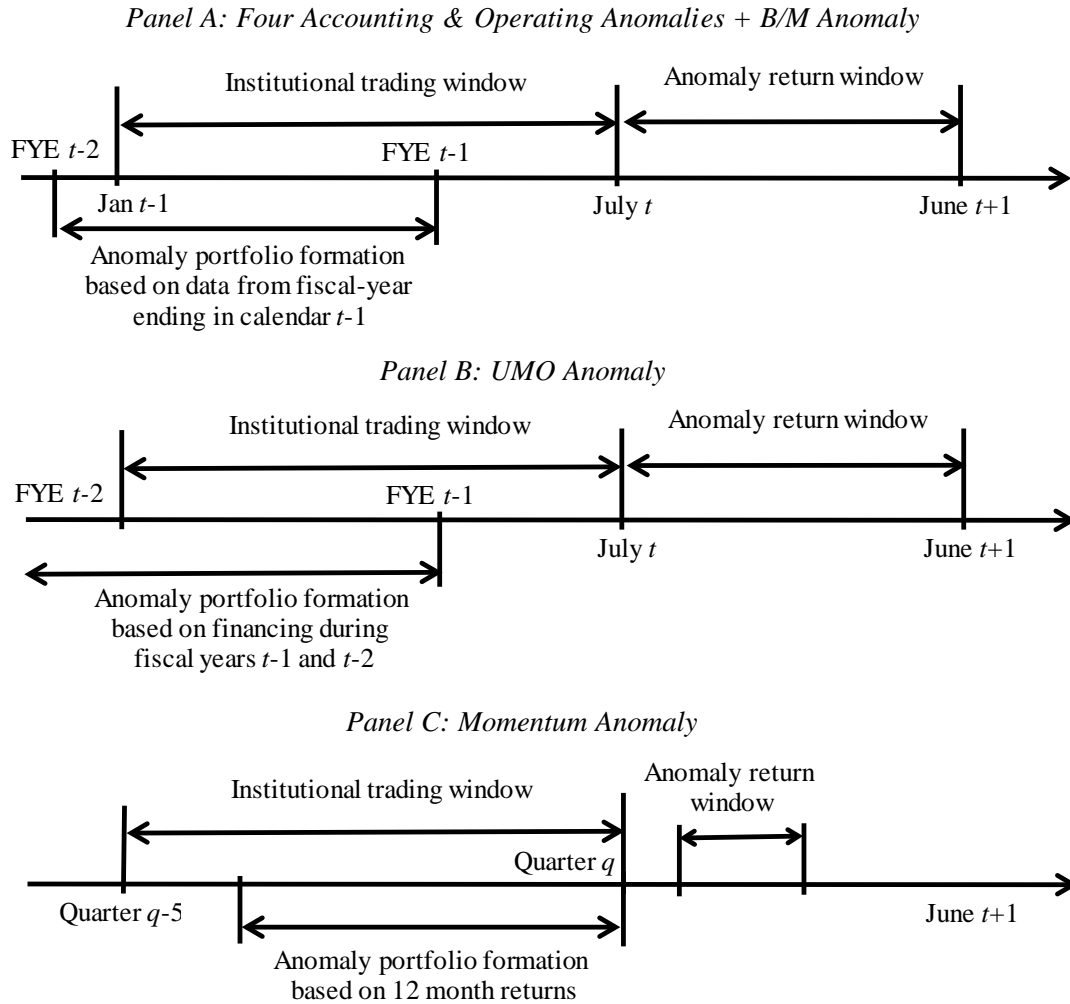 Panel A: Four Accounting & Operating Anomalies + B/M Anomaly
Institutional trading window
Anomaly return window
FYE t-2
FYE t-1
Jan t-1
July t
June t+1
Anomaly portfolio formation
based on data from fiscal-year
ending in calendar t-1
Panel B: UMO Anomaly
Institutional trading window
Anomaly return window
FYE t-2
FYE t-1
July t
June t+1
Anomaly portfolio formation
based on financing during
fiscal years t-1 and t-2
Panel C: Momentum Anomaly
Institutional trading window
Anomaly return
window
Quarter q
Quarter q-5
June t+1
Anomaly portfolio formation
based on 12 month returns